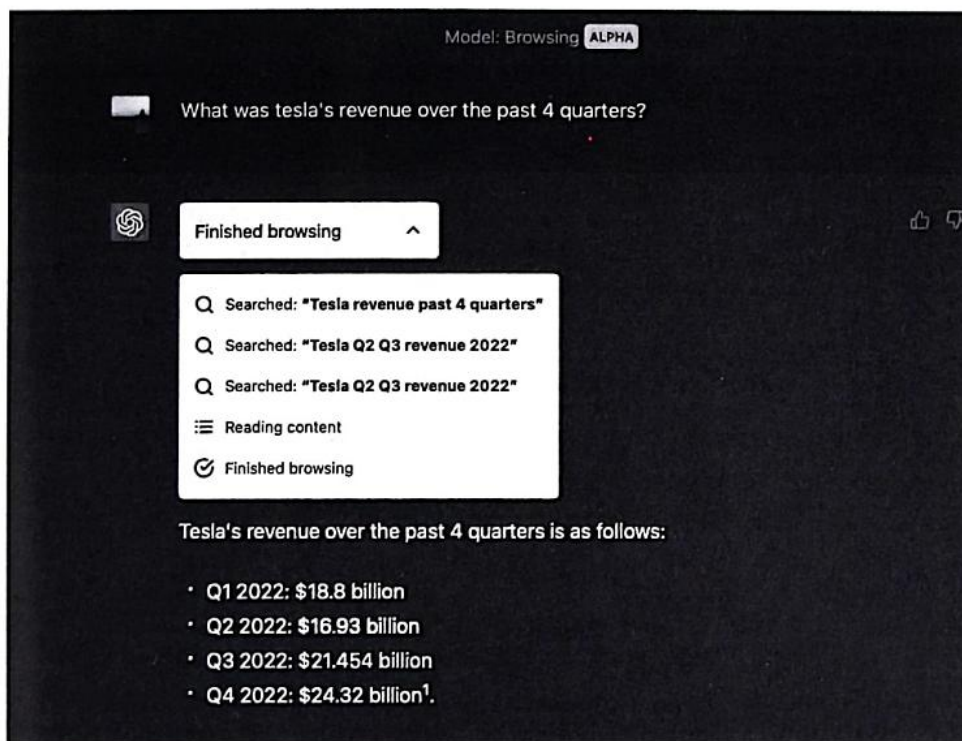 Model: Browsing ALPHA
What was tesla's revenue over the past 4 quarters?
Finished browsing
Searched: "Tesla revenue past 4 quarters"
Searched: "Tesla Q2 Q3 revenue 2022"
Searched: "Tesla Q2 Q3 revenue 2022"
Reading content
Finished browsing
Tesla's revenue over the past 4 quarters is as follows:
· Q1 2022: $18.8 billion
· Q2 2022: $16.93 billion
· Q3 2022: $21.454 billion
· Q4 2022: $24.32 billion¹.